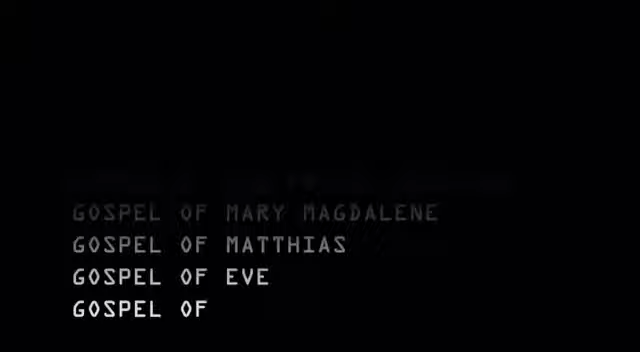 GOSPEL OF MARY MAGDALENE
GOSPEL OF MATTHIAS
GOSPEL OF EVE
GOSPEL OF